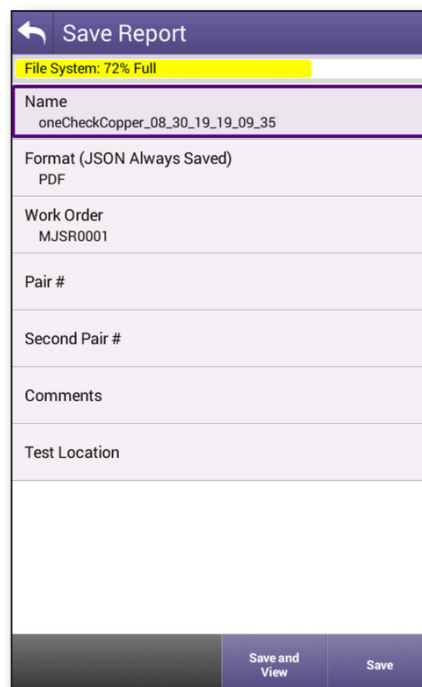 Save Report
File System: 72% Full
Name
oneCheckCopper_08_30_19_19_09_35
Format (JSON Always Saved)
PDF
Work Order
MJSR0001
Pair #
Second Pair #
Comments
Test Location
Save and
View
Save